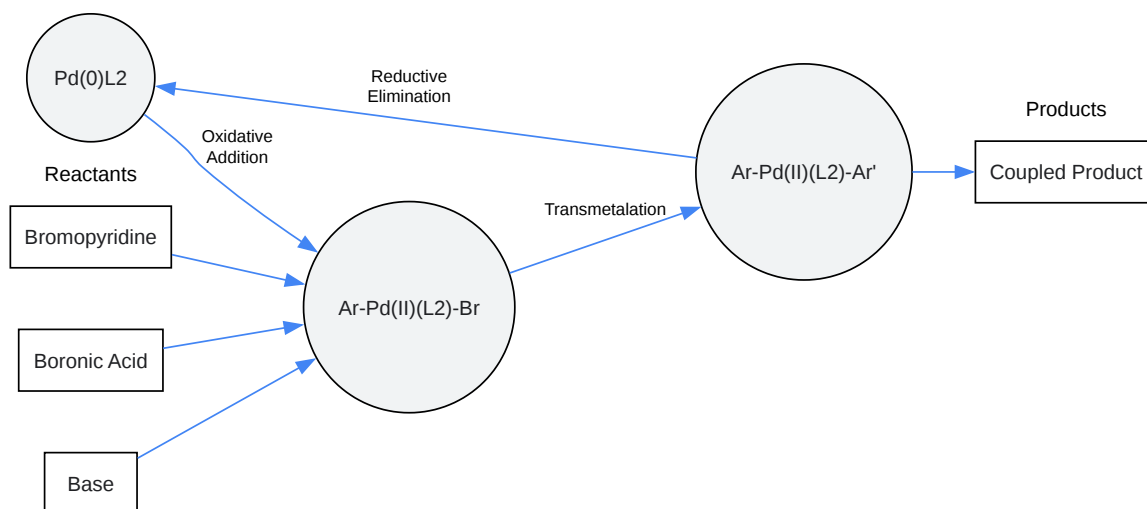 Pd(0)L2
Reductive
Elimination
Oxidative
Addition
Reactants
Bromopyridine
Boronic Acid
Base
Ar-Pd(II)(L2)-Br
Transmetalation
Ar-Pd(II)(L2)-Ar'
Products
Coupled Product